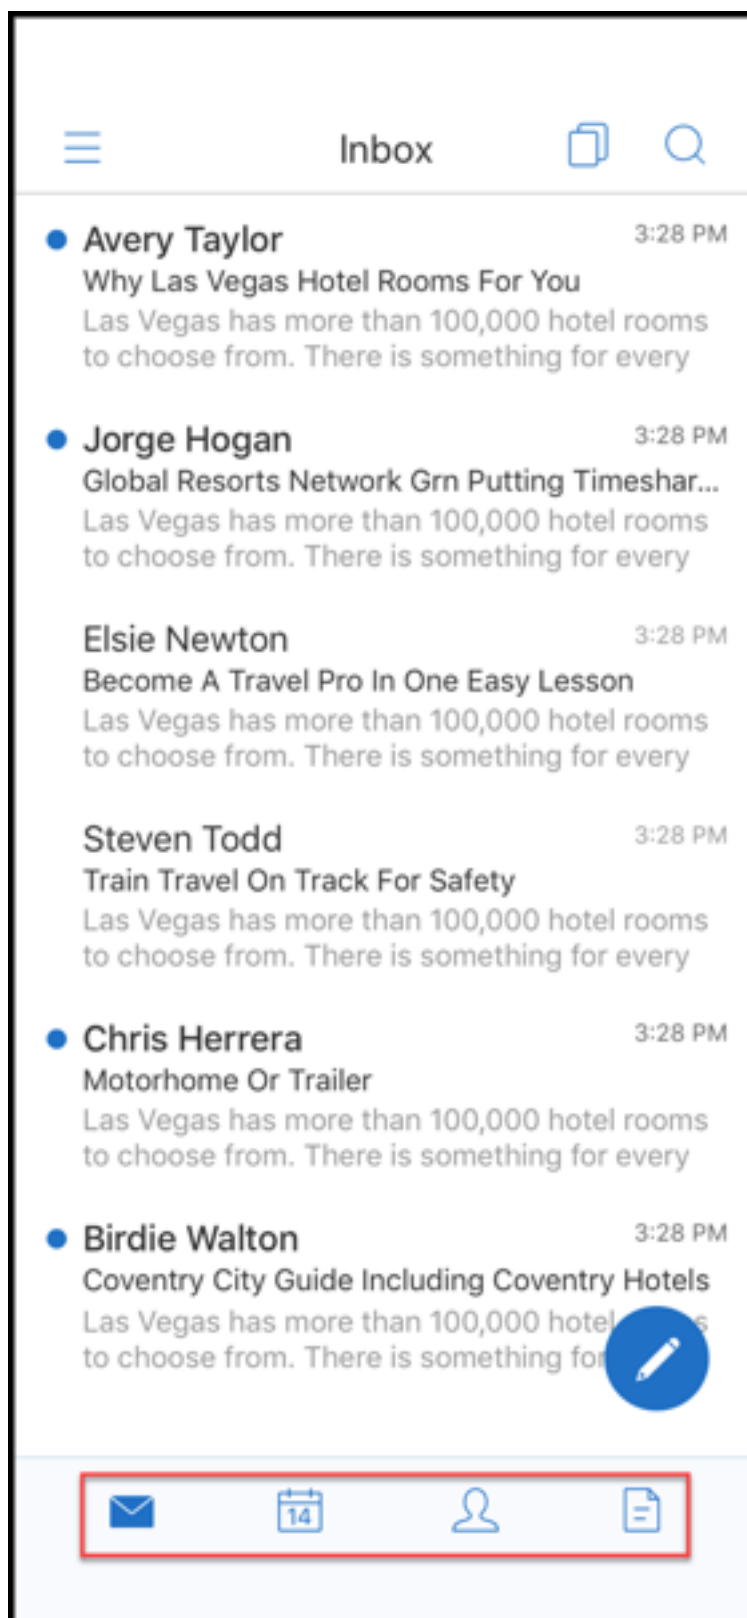 Inbox
Avery Taylor 3:28 PM
Why Las Vegas Hotel Rooms For You
Las Vegas has more than 100,000 hotel rooms
to choose from. There is something for every
Jorge Hogan 3:28 PM
Global Resorts Network Grn Putting Timeshar...
Las Vegas has more than 100,000 hotel rooms
to choose from. There is something for every
Elsie Newton 3:28 PM
Become A Travel Pro In One Easy Lesson
Las Vegas has more than 100,000 hotel rooms
to choose from. There is something for every
Steven Todd 3:28 PM
Train Travel On Track For Safety
Las Vegas has more than 100,000 hotel rooms
to choose from. There is something for every
Chris Herrera 3:28 PM
Motorhome Or Trailer
Las Vegas has more than 100,000 hotel rooms
to choose from. There is something for every
Birdie Walton 3:28 PM
Coventry City Guide Including Coventry Hotels
Las Vegas has more than 100,000 hotel
to choose from. There is something for
14